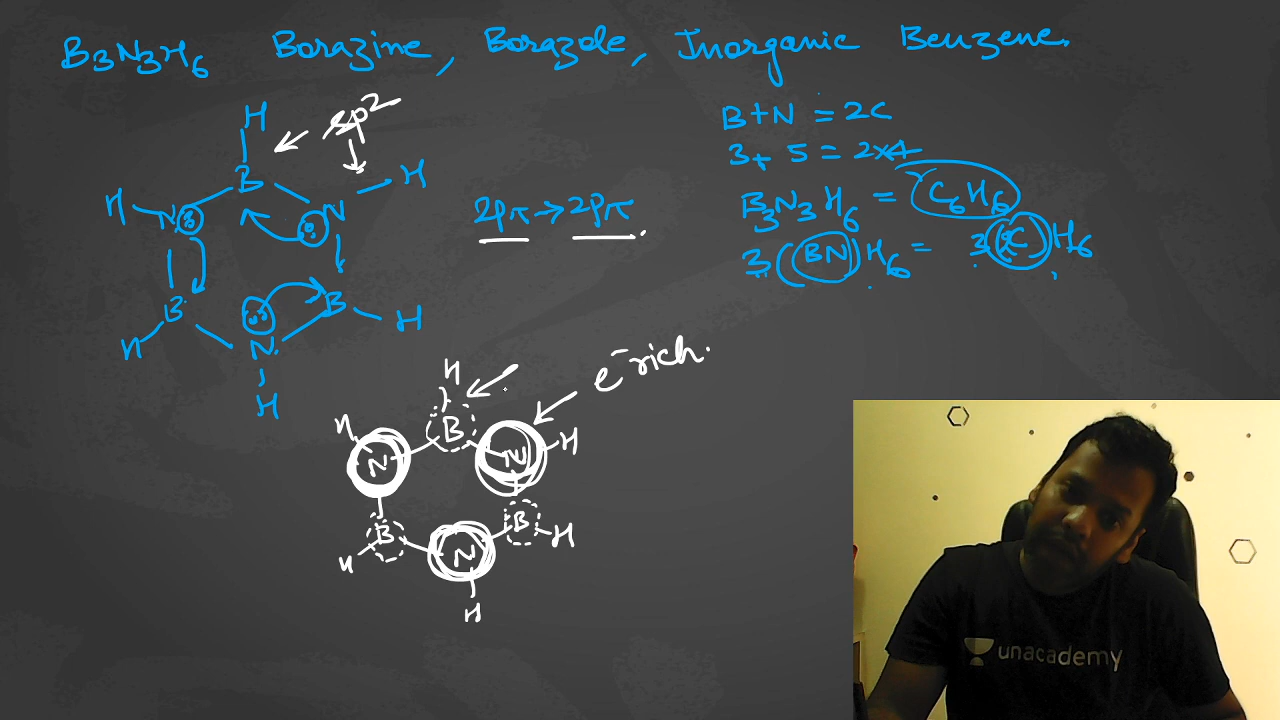 B3N3H6 Borazine, Borazole, Inorganic Benzene.
B+N = 2C
3+ 5 = 2×4
B3N3H6 = C6H6
3(BN)H6 = 3(2C)H6
sp2
H
B
H N N H
2pπ→2pπ.
B B
H H
N
H
e- rich.
H
H B
N N H
B B
H N H
H
unacademy